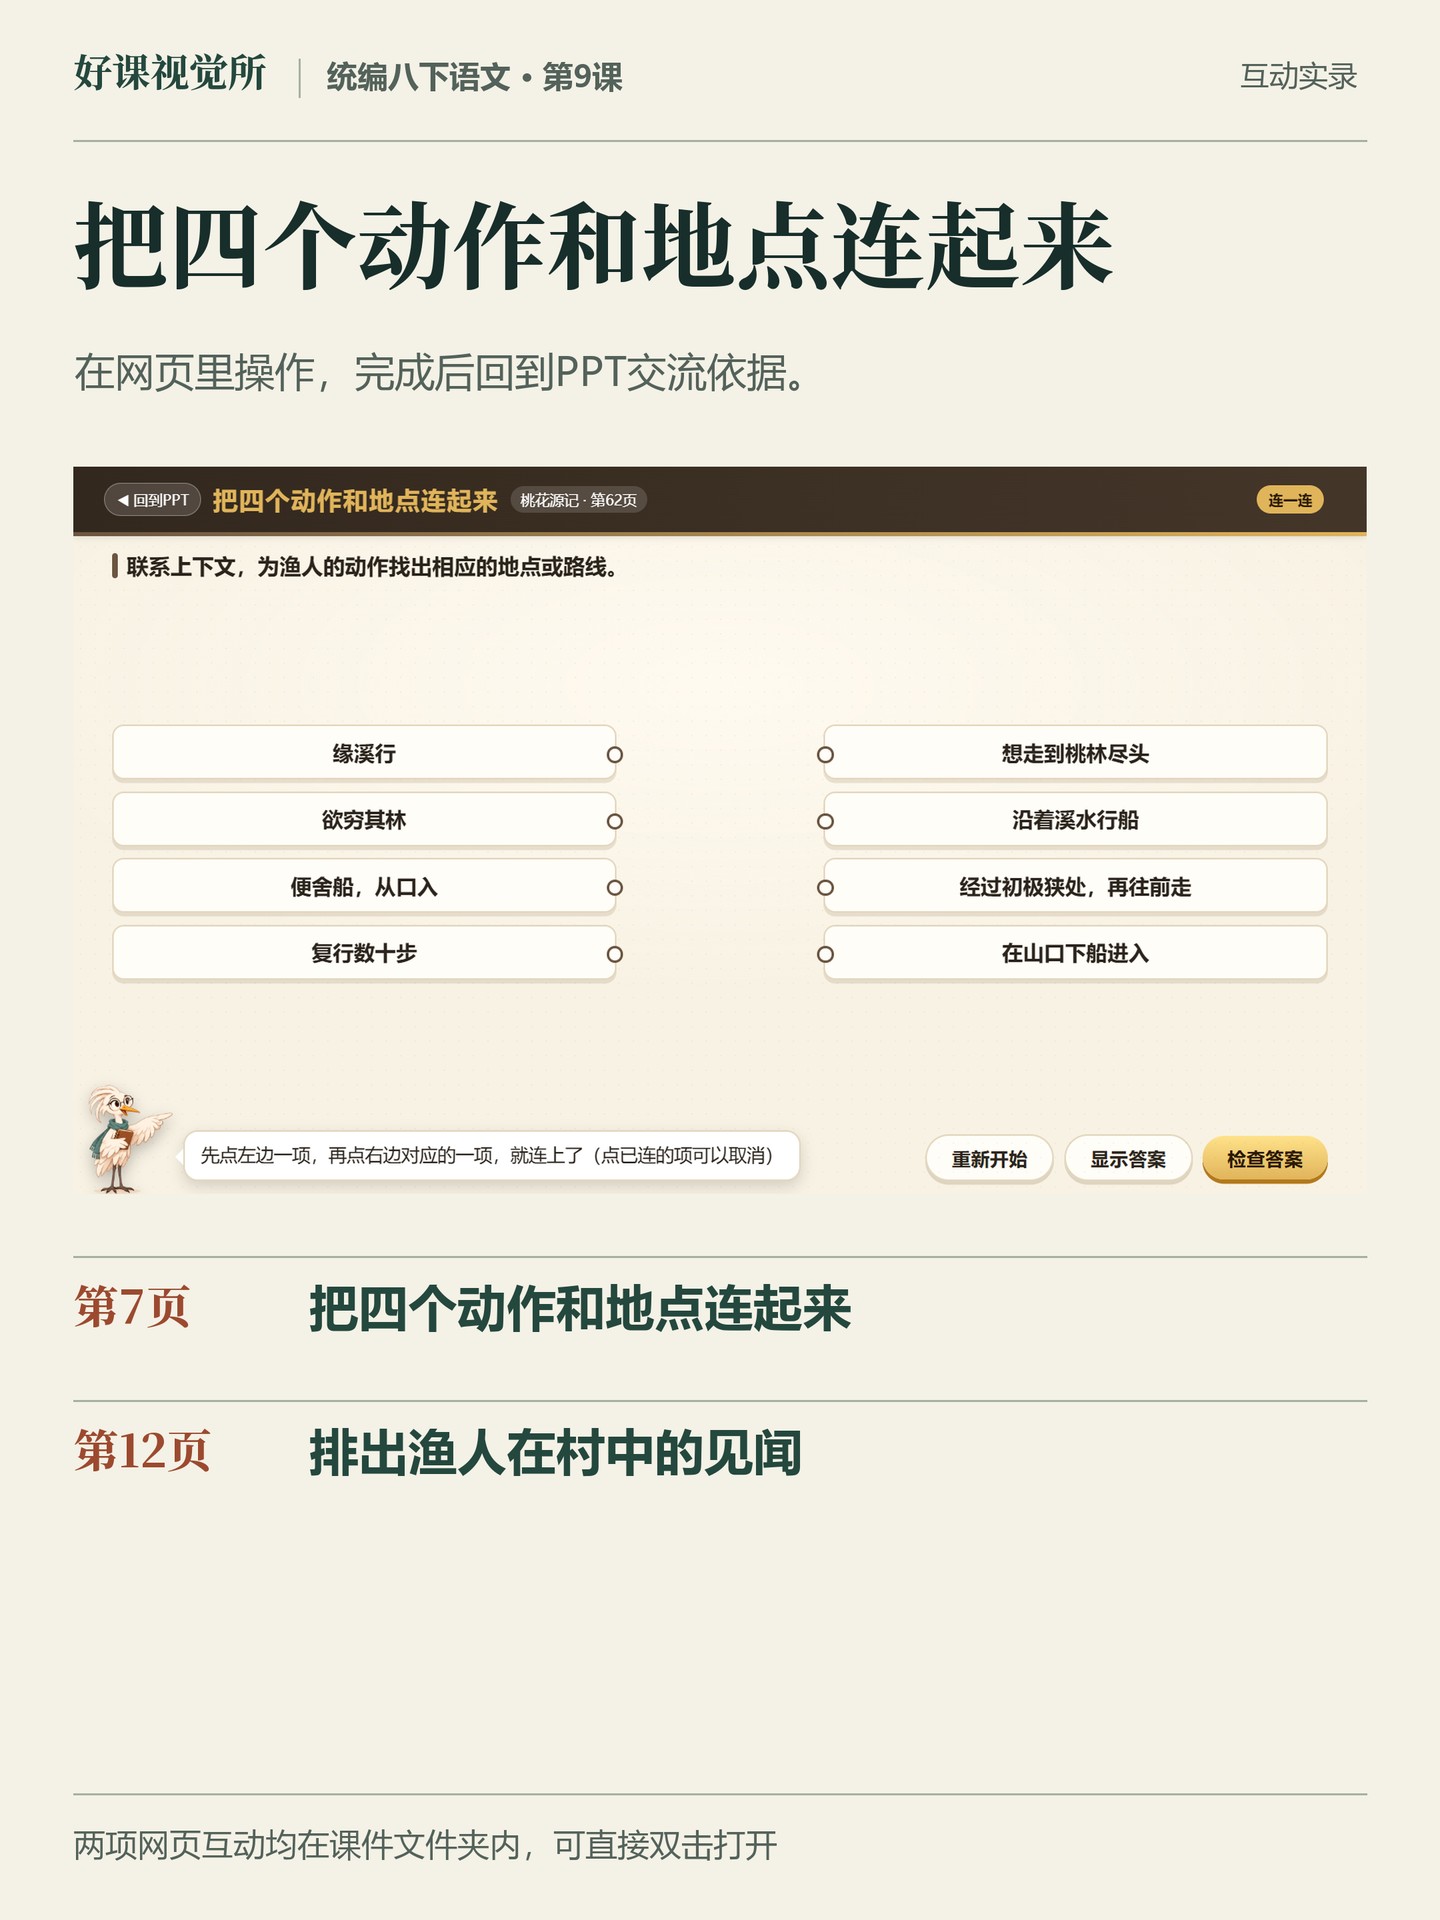 好课视觉所 统编八下语文·第9课 互动实录
把四个动作和地点连起来
在网页里操作，完成后回到PPT交流依据。
◀回到PPT 把四个动作和地点连起来 桃花源记·第62页 连一连
联系上下文，为渔人的动作找出相应的地点或路线。
缘溪行 想走到桃林尽头
欲穷其林 沿着溪水行船
便舍船，从口入 经过初极狭处，再往前走
复行数十步 在山口下船进入
先点左边一项，再点右边对应的一项，就连上了（点已连的项可以取消） 重新开始 显示答案 检查答案
第7页 把四个动作和地点连起来
第12页 排出渔人在村中的见闻
两项网页互动均在课件文件夹内，可直接双击打开